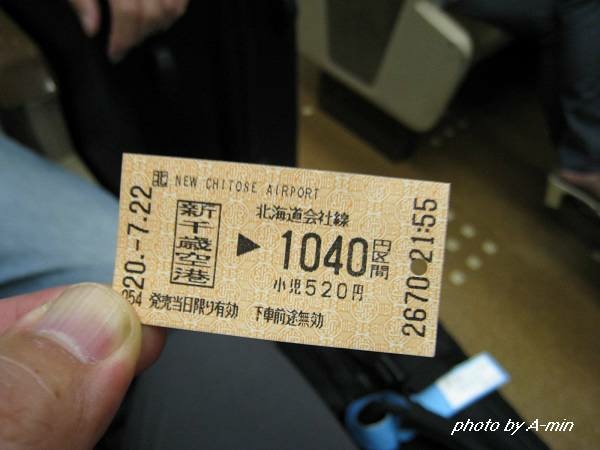 北 NEW CHITOSE AIRPORT
新千歳空港
北海道会社線
▶ 1040円区間
小児520円
発売当日限り有効 下車前途無効
20.-7.22
2670 21:55
photo by A-min